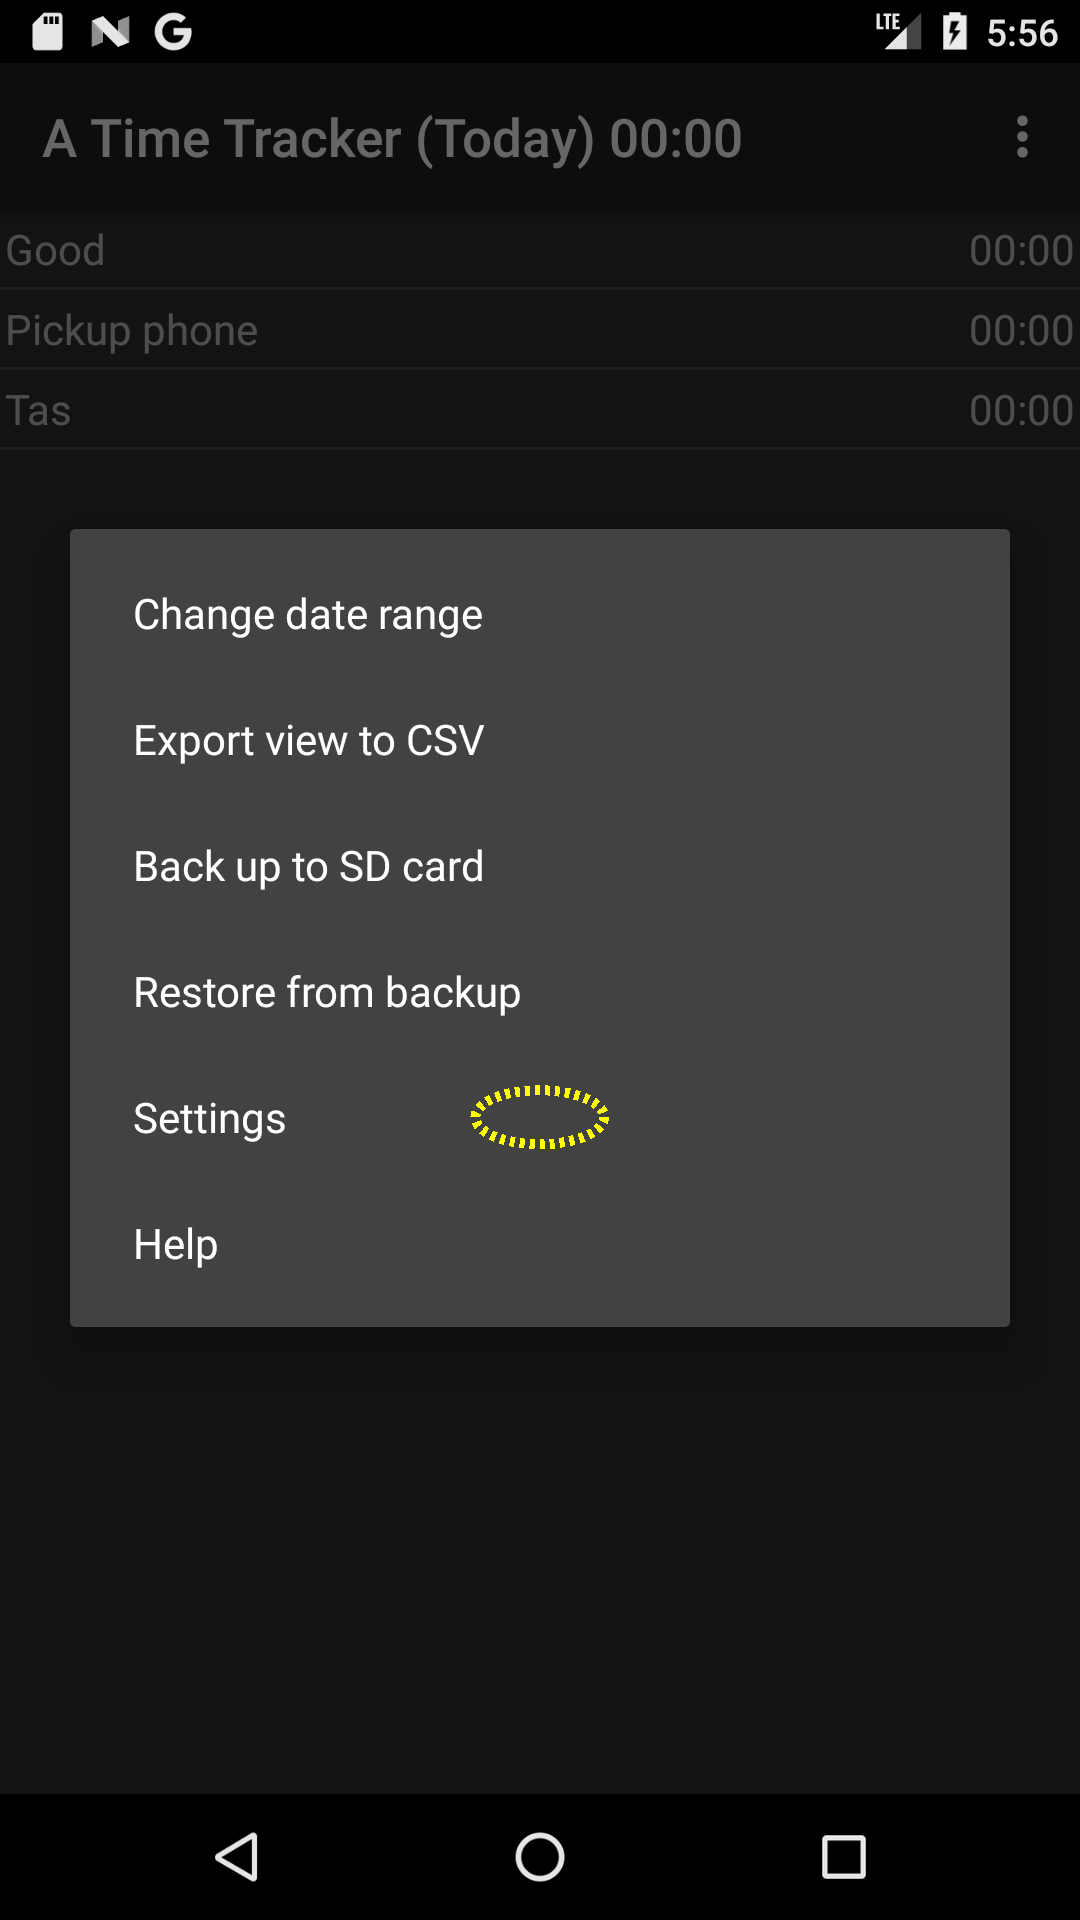 LTE 5:56
A Time Tracker (Today) 00:00
Good 00:00
Pickup phone 00:00
Tas 00:00
Change date range
Export view to CSV
Back up to SD card
Restore from backup
Settings
Help